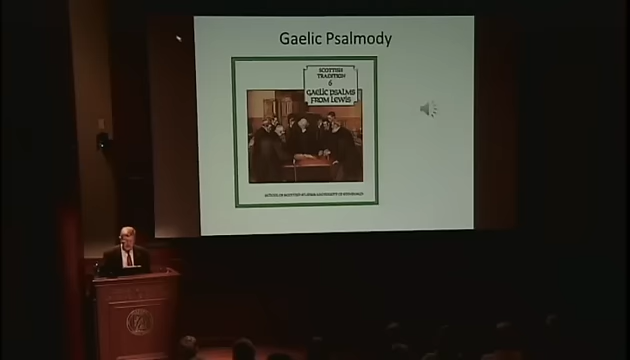 Gaelic Psalmody
SCOTTISH
TRADITION
6
GAELIC PSALMS
FROM LEWIS